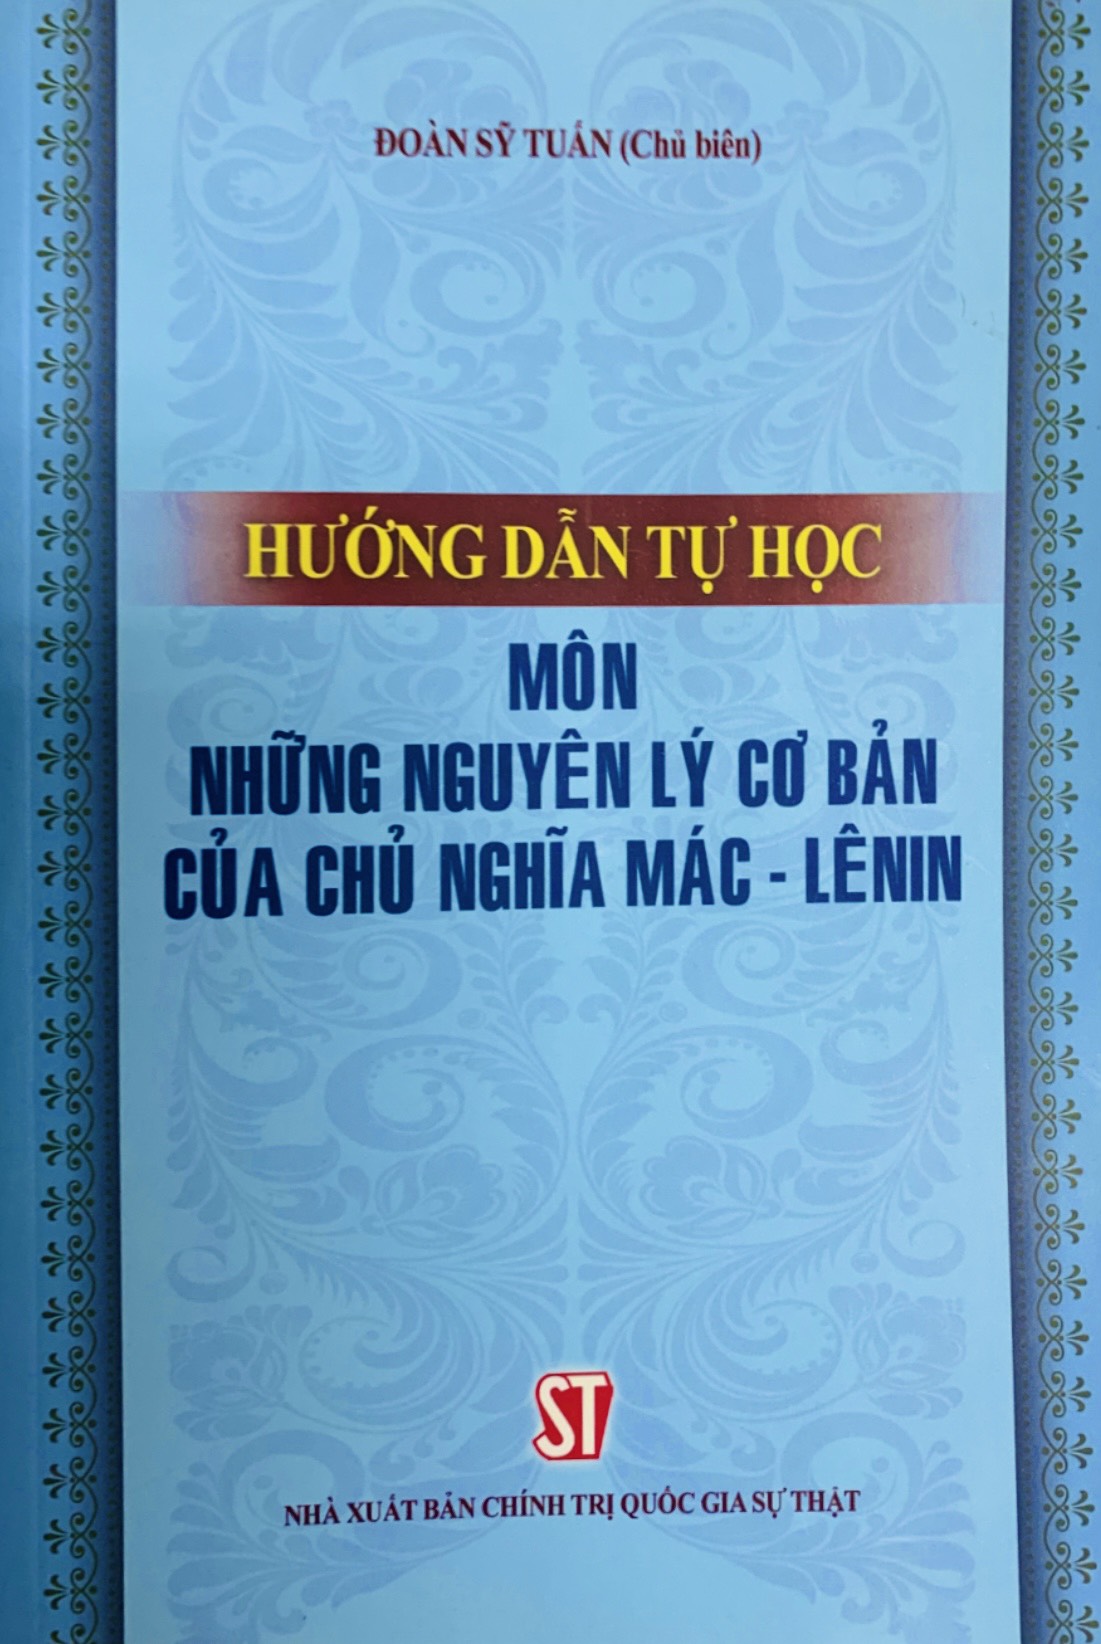 ĐOÀN SỸ TUẤN (Chủ biên)
HƯỚNG DẪN TỰ HỌC
MÔN
NHỮNG NGUYÊN LÝ CƠ BẢN
CỦA CHỦ NGHĨA MÁC - LÊNIN
ST
NHÀ XUẤT BẢN CHÍNH TRỊ QUỐC GIA SỰ THẬT